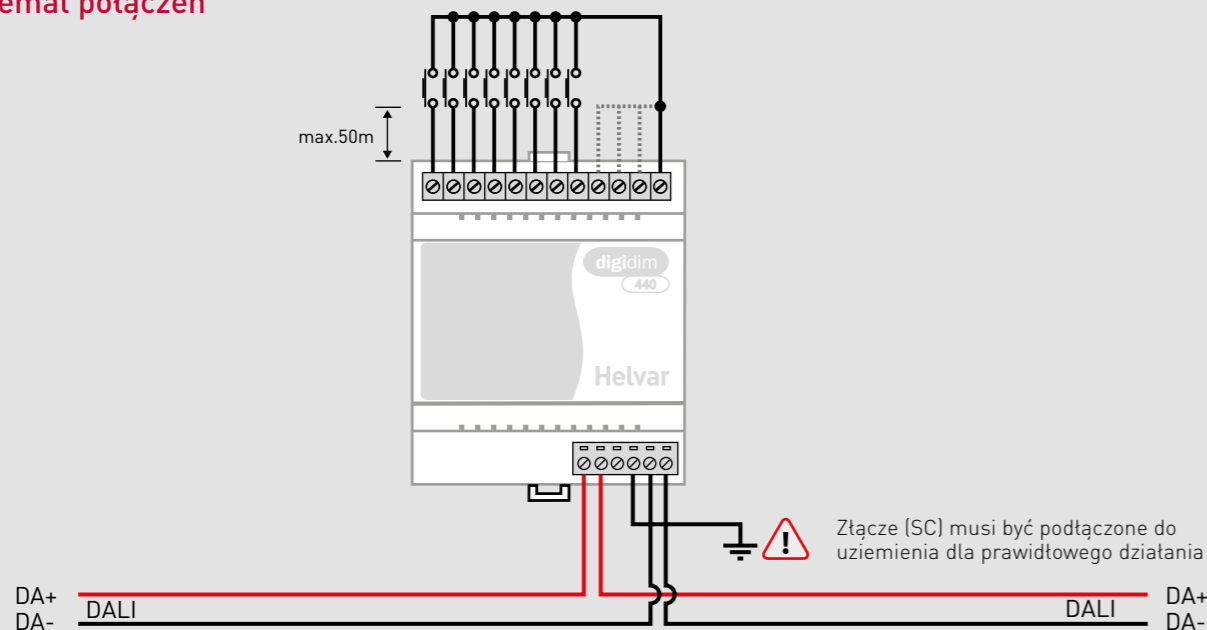 emat połączeń
max.50m
digidim
440
Helvar
Złącze (SC) musi być podłączone do
uziemienia dla prawidłowego działania
DA+
DALI
DA-
DALI
DA+
DA-